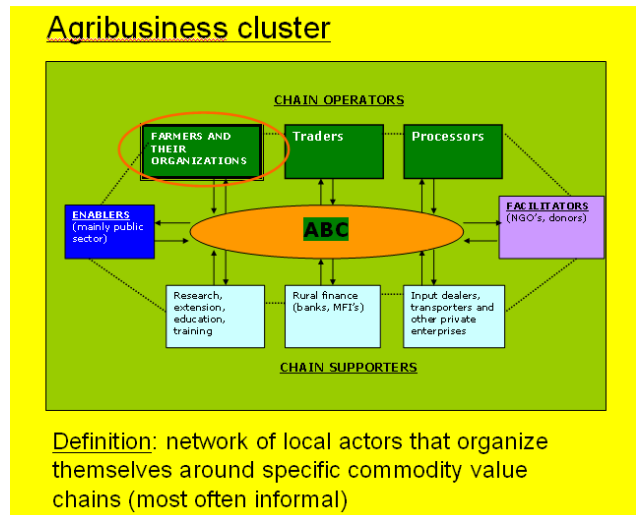 Agribusiness cluster
CHAIN OPERATORS
FARMERS AND
THEIR
ORGANIZATIONS
Traders
Processors
ENABLERS
(mainly public
sector)
ABC
FACILITATORS
(NGO's, donors)
Research,
extension,
education,
training
Rural finance
(banks, MFI's)
Input dealers,
transporters and
other private
enterprises
CHAIN SUPPORTERS
Definition: network of local actors that organize
themselves around specific commodity value
chains (most often informal)